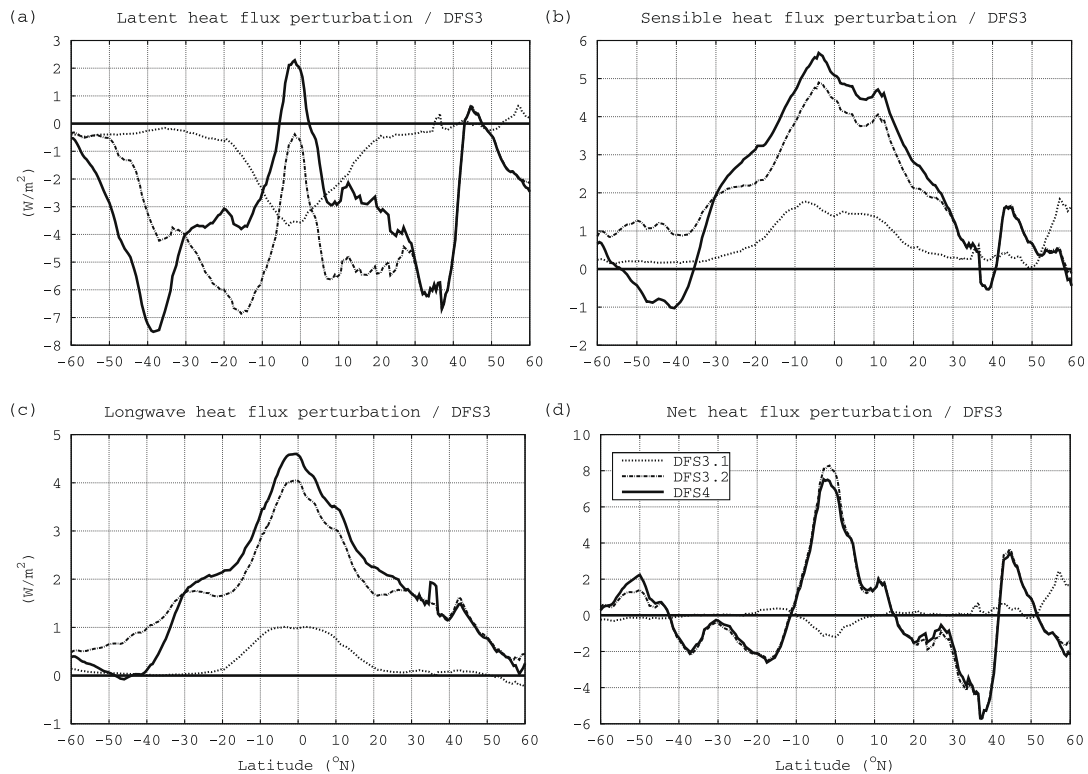 (a) Latent heat flux perturbation / DFS3
3
2
1
0
-1
-2
-3
-4
-5
-6
-7
-8
(W/m²)
-60 -50 -40 -30 -20 -10 0 10 20 30 40 50 60
(b) Sensible heat flux perturbation / DFS3
6
5
4
3
2
1
0
-1
-2
-60 -50 -40 -30 -20 -10 0 10 20 30 40 50 60
(c) Longwave heat flux perturbation / DFS3
5
4
3
2
1
0
-1
(W/m²)
-60 -50 -40 -30 -20 -10 0 10 20 30 40 50 60
Latitude (°N)
(d) Net heat flux perturbation / DFS3
10
8
6
4
2
0
-2
-4
-6
DFS3.1
DFS3.2
DFS4
-60 -50 -40 -30 -20 -10 0 10 20 30 40 50 60
Latitude (°N)